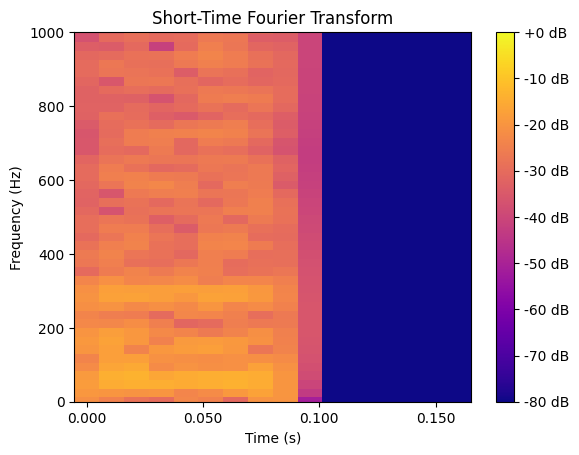 Short-Time Fourier Transform
1000
800
600
400
200
0
Frequency (Hz)
0.000
0.050
0.100
0.150
Time (s)
+0 dB
-10 dB
-20 dB
-30 dB
-40 dB
-50 dB
-60 dB
-70 dB
-80 dB